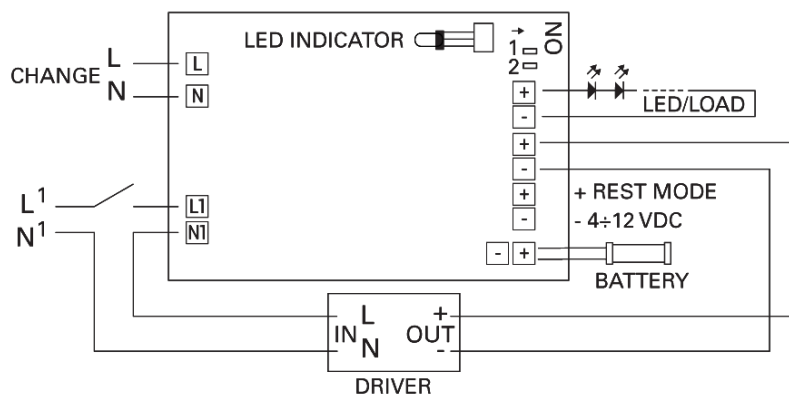 LED INDICATOR
→
1
2
ON
CHANGE
L
N
L
N
+
-
+
-
+
-
- +
LED/LOAD
+ REST MODE
- 4÷12 VDC
BATTERY
L1
N1
L1
N1
IN
L
N
OUT
+
-
DRIVER